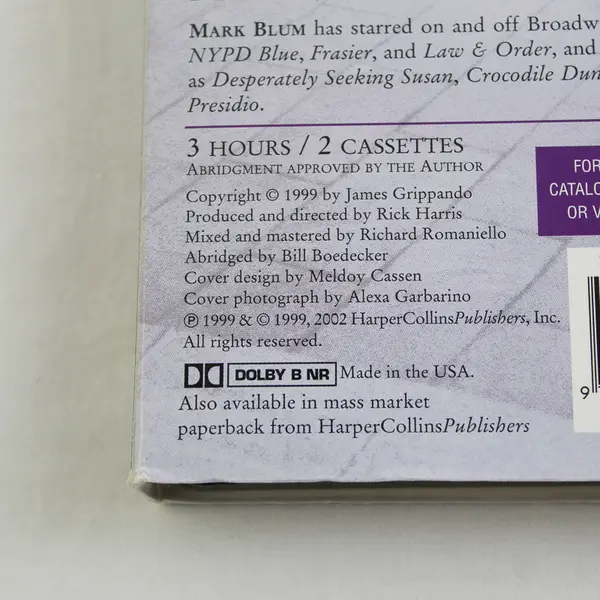 MARK BLUM has starred on and off Broadw
NYPD Blue, Frasier, and Law & Order, and
as Desperately Seeking Susan, Crocodile Dun
Presidio.
3 HOURS / 2 CASSETTES
ABRIDGMENT APPROVED BY THE AUTHOR
Copyright © 1999 by James Grippando
Produced and directed by Rick Harris
Mixed and mastered by Richard Romaniello
Abridged by Bill Boedecker
Cover design by Meldoy Cassen
Cover photograph by Alexa Garbarino
℗ 1999 & © 1999, 2002 HarperCollinsPublishers, Inc.
All rights reserved.
DOLBY B NR Made in the USA.
Also available in mass market
paperback from HarperCollinsPublishers
FOR
CATALO
OR V
9